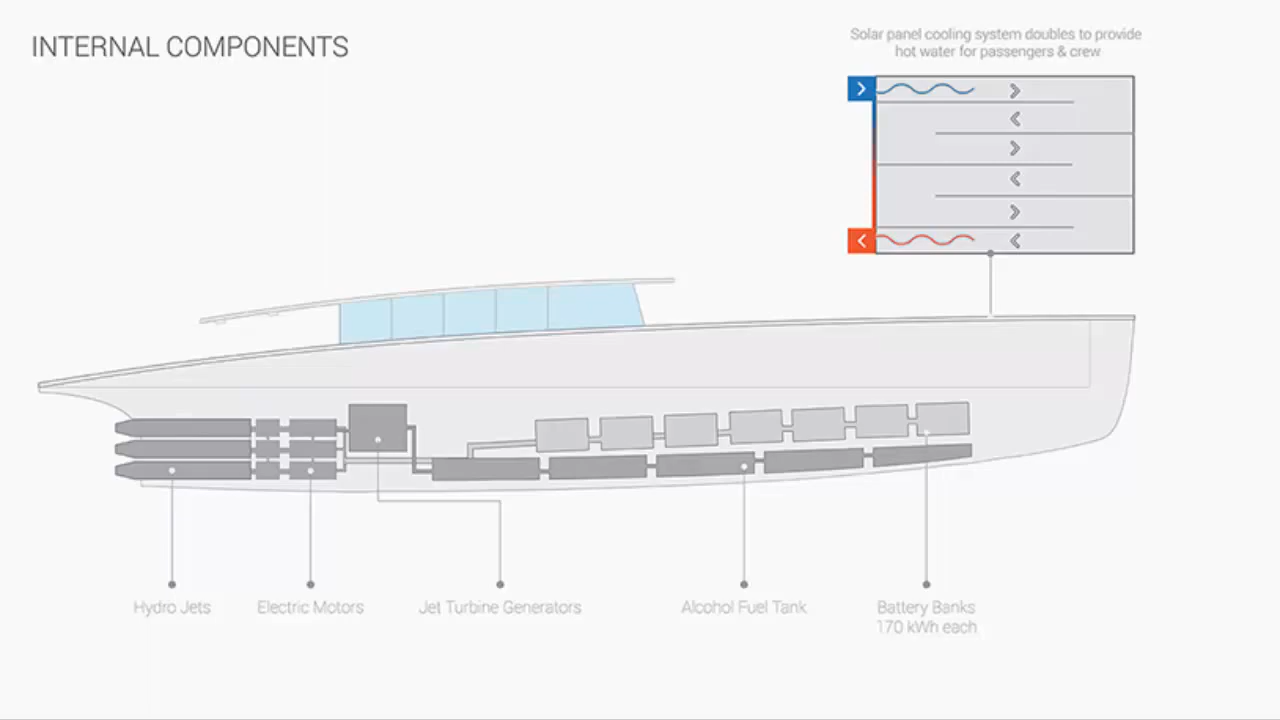 INTERNAL COMPONENTS
Solar panel cooling system doubles to provide
hot water for passengers & crew
Hydro Jets
Electric Motors
Jet Turbine Generators
Alcohol Fuel Tank
Battery Banks
170 kWh each